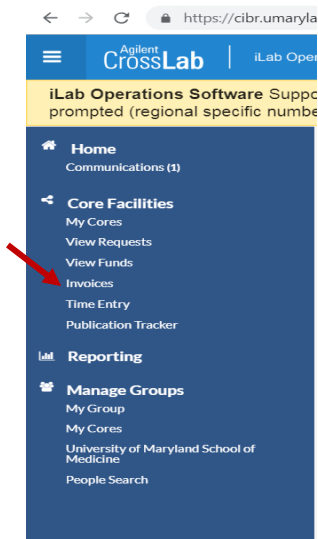 https://cibr.umaryla
Agilent
CrossLab
iLab Oper
iLab Operations Software Suppo
prompted (regional specific numbe
Home
Communications (1)
Core Facilities
My Cores
View Requests
View Funds
Invoices
Time Entry
Publication Tracker
Reporting
Manage Groups
My Group
My Cores
University of Maryland School of
Medicine
People Search